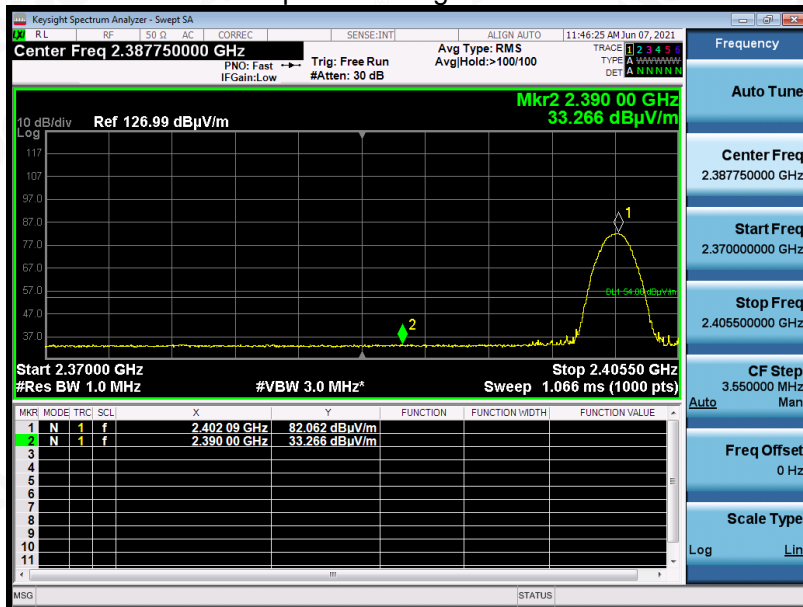 Keysight Spectrum Analyzer - Swept SA
LXI RL RF 50 Ω AC CORREC SENSE:INT ALIGN AUTO 11:46:25 AM Jun 07, 2021
Center Freq 2.387750000 GHz
PNO: Fast
IFGain:Low
Trig: Free Run
#Atten: 30 dB
Avg Type: RMS
Avg|Hold:>100/100
TRACE 1 2 3 4 5 6
TYPE A WWWWW
DET A N N N N N
Mkr2 2.390 00 GHz
33.266 dBµV/m
10 dB/div Ref 126.99 dBµV/m
Log
117
107
97.0
87.0
77.0
67.0
57.0
47.0
37.0
1
2
DL1 54.00 dBµV/m
Start 2.37000 GHz Stop 2.40550 GHz
#Res BW 1.0 MHz #VBW 3.0 MHz* Sweep 1.066 ms (1000 pts)
MKR MODE TRC SCL X Y FUNCTION FUNCTION WIDTH FUNCTION VALUE
1 N 1 f 2.402 09 GHz 82.062 dBµV/m
2 N 1 f 2.390 00 GHz 33.266 dBµV/m
3
4
5
6
7
8
9
10
11
MSG STATUS
Frequency
Auto Tune
Center Freq
2.387750000 GHz
Start Freq
2.370000000 GHz
Stop Freq
2.405500000 GHz
CF Step
3.550000 MHz
Auto Man
Freq Offset
0 Hz
Scale Type
Log Lin